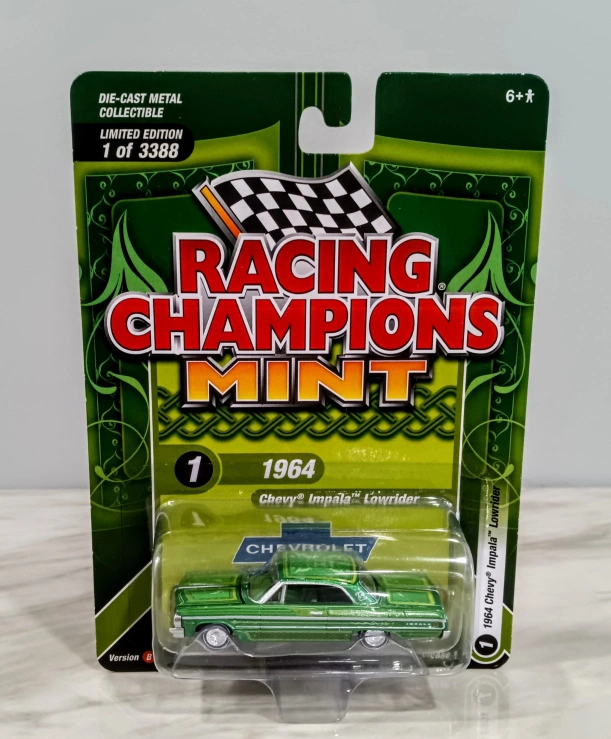 DIE-CAST METAL
COLLECTIBLE
LIMITED EDITION
1 of 3388
6+
RACING
CHAMPIONS®
MINT
1 1964
Chevy® Impala™ Lowrider
CHEVROLET
1 1964 Chevy® Impala™ Lowrider
Version B